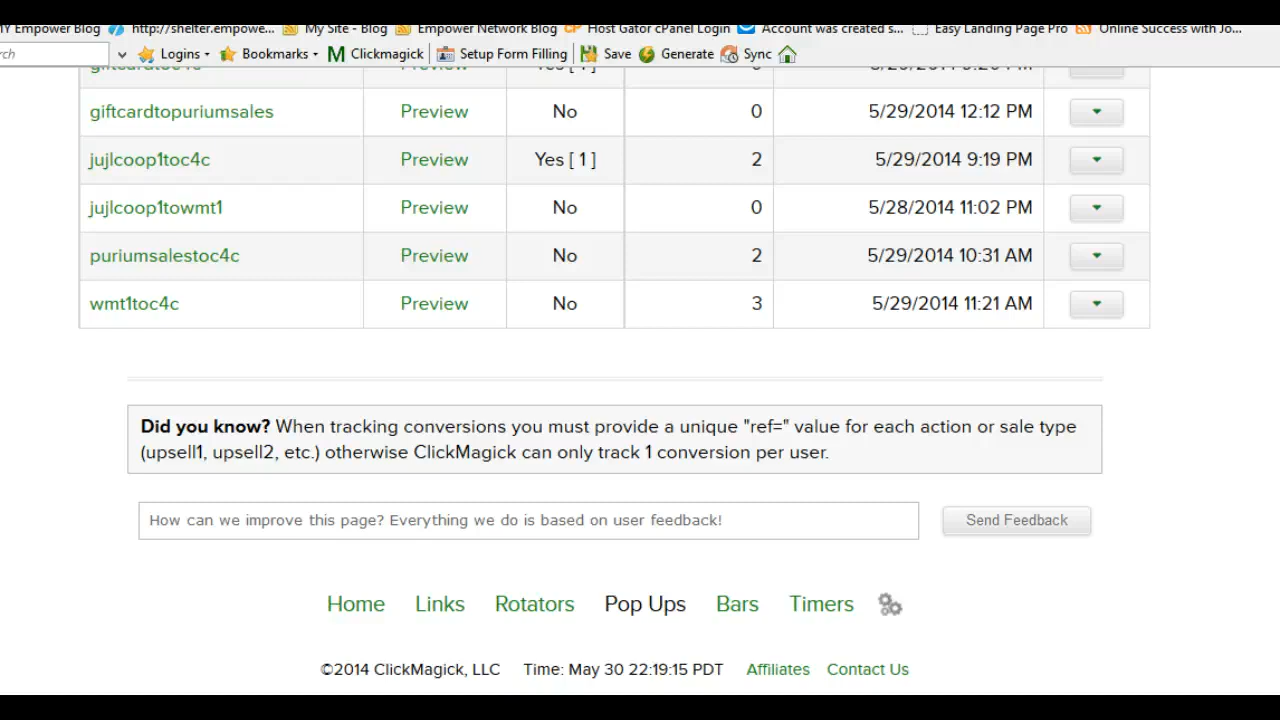 Y Empower Blog http://shelter.empowe... My Site - Blog Empower Network Blog Host Gator cPanel Login Account was created s... Easy Landing Page Pro Online Success with Jo...
rch Logins Bookmarks Clickmagick Setup Form Filling Save Generate Sync
Preview Yes [ 1 ]
giftcardtopuriumsales Preview No 0 5/29/2014 12:12 PM
jujlcoop1toc4c Preview Yes [ 1 ] 2 5/29/2014 9:19 PM
jujlcoop1towmt1 Preview No 0 5/28/2014 11:02 PM
puriumsalestoc4c Preview No 2 5/29/2014 10:31 AM
wmt1toc4c Preview No 3 5/29/2014 11:21 AM
Did you know? When tracking conversions you must provide a unique "ref=" value for each action or sale type
(upsell1, upsell2, etc.) otherwise ClickMagick can only track 1 conversion per user.
How can we improve this page? Everything we do is based on user feedback! Send Feedback
Home Links Rotators Pop Ups Bars Timers
©2014 ClickMagick, LLC Time: May 30 22:19:15 PDT Affiliates Contact Us